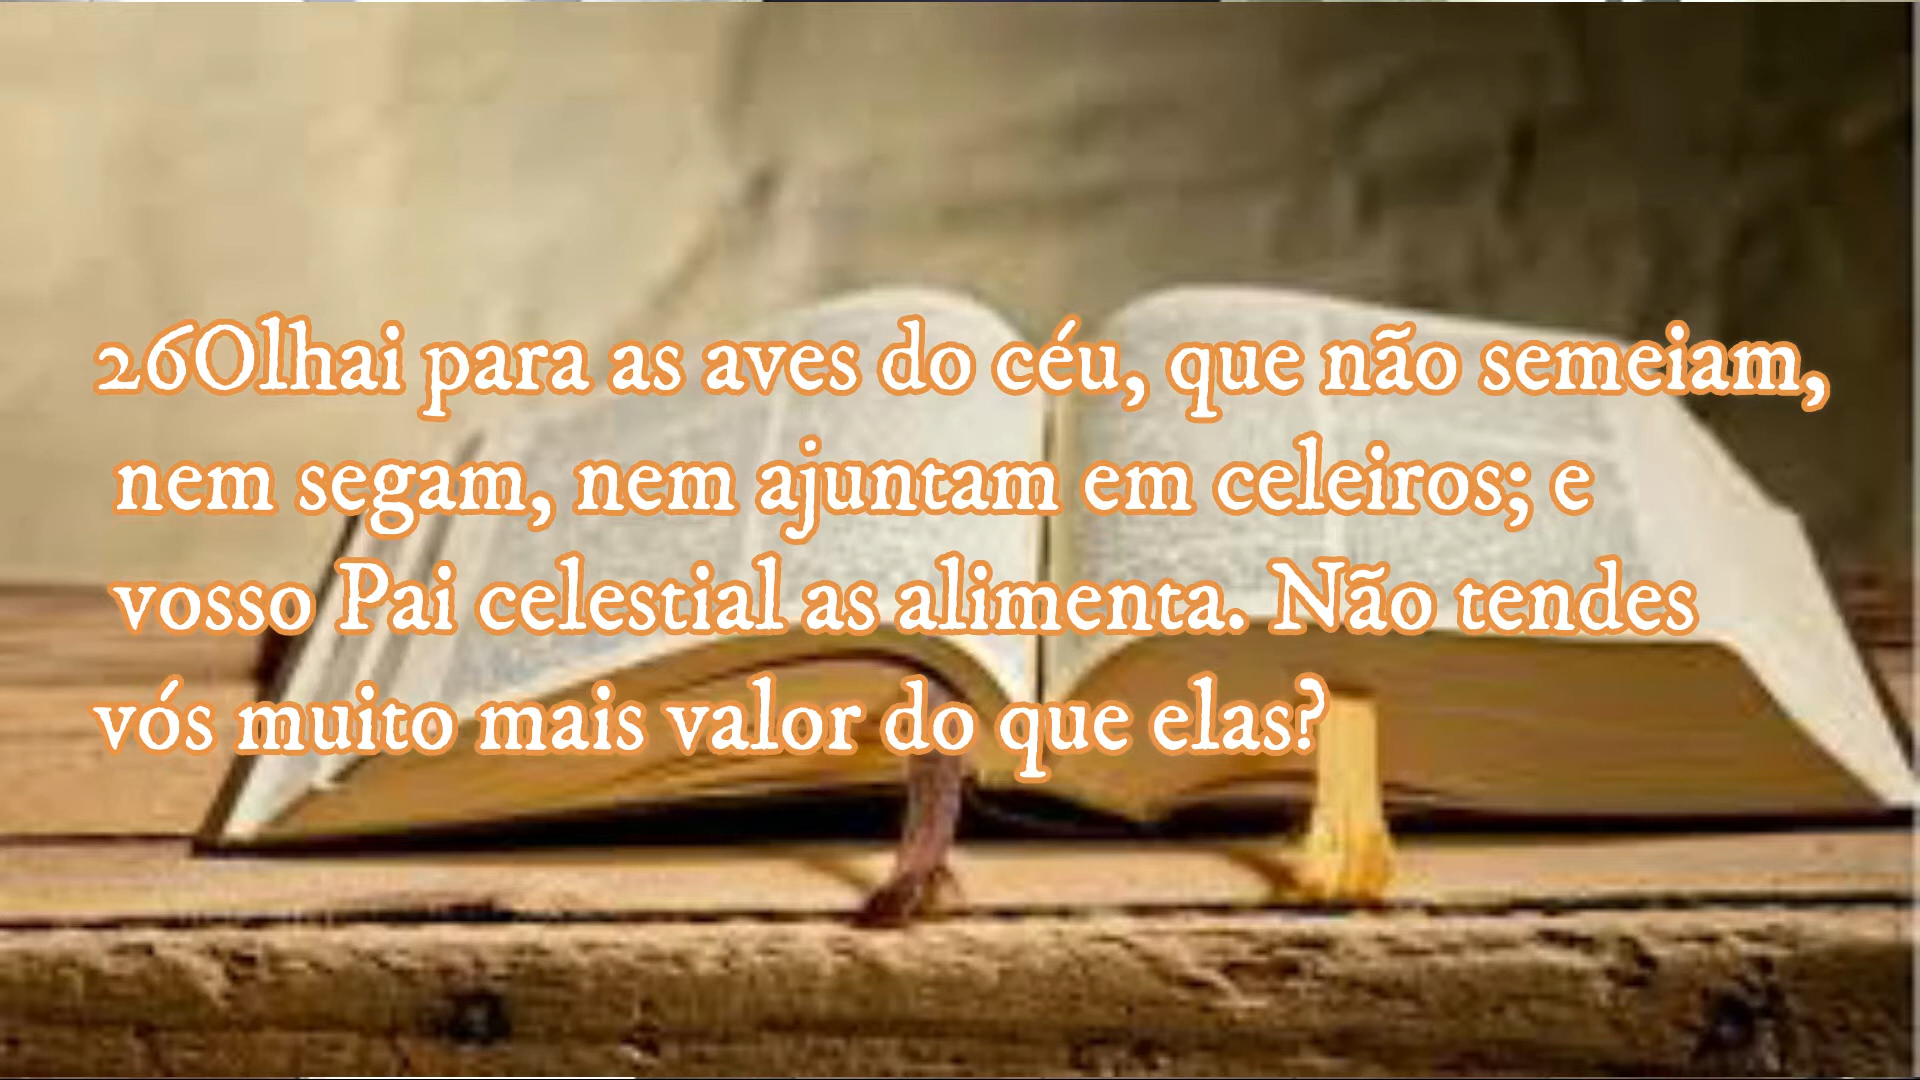 26Olhai para as aves do céu, que não semeiam,
nem segam, nem ajuntam em celeiros; e
vosso Pai celestial as alimenta. Não tendes
vós muito mais valor do que elas?